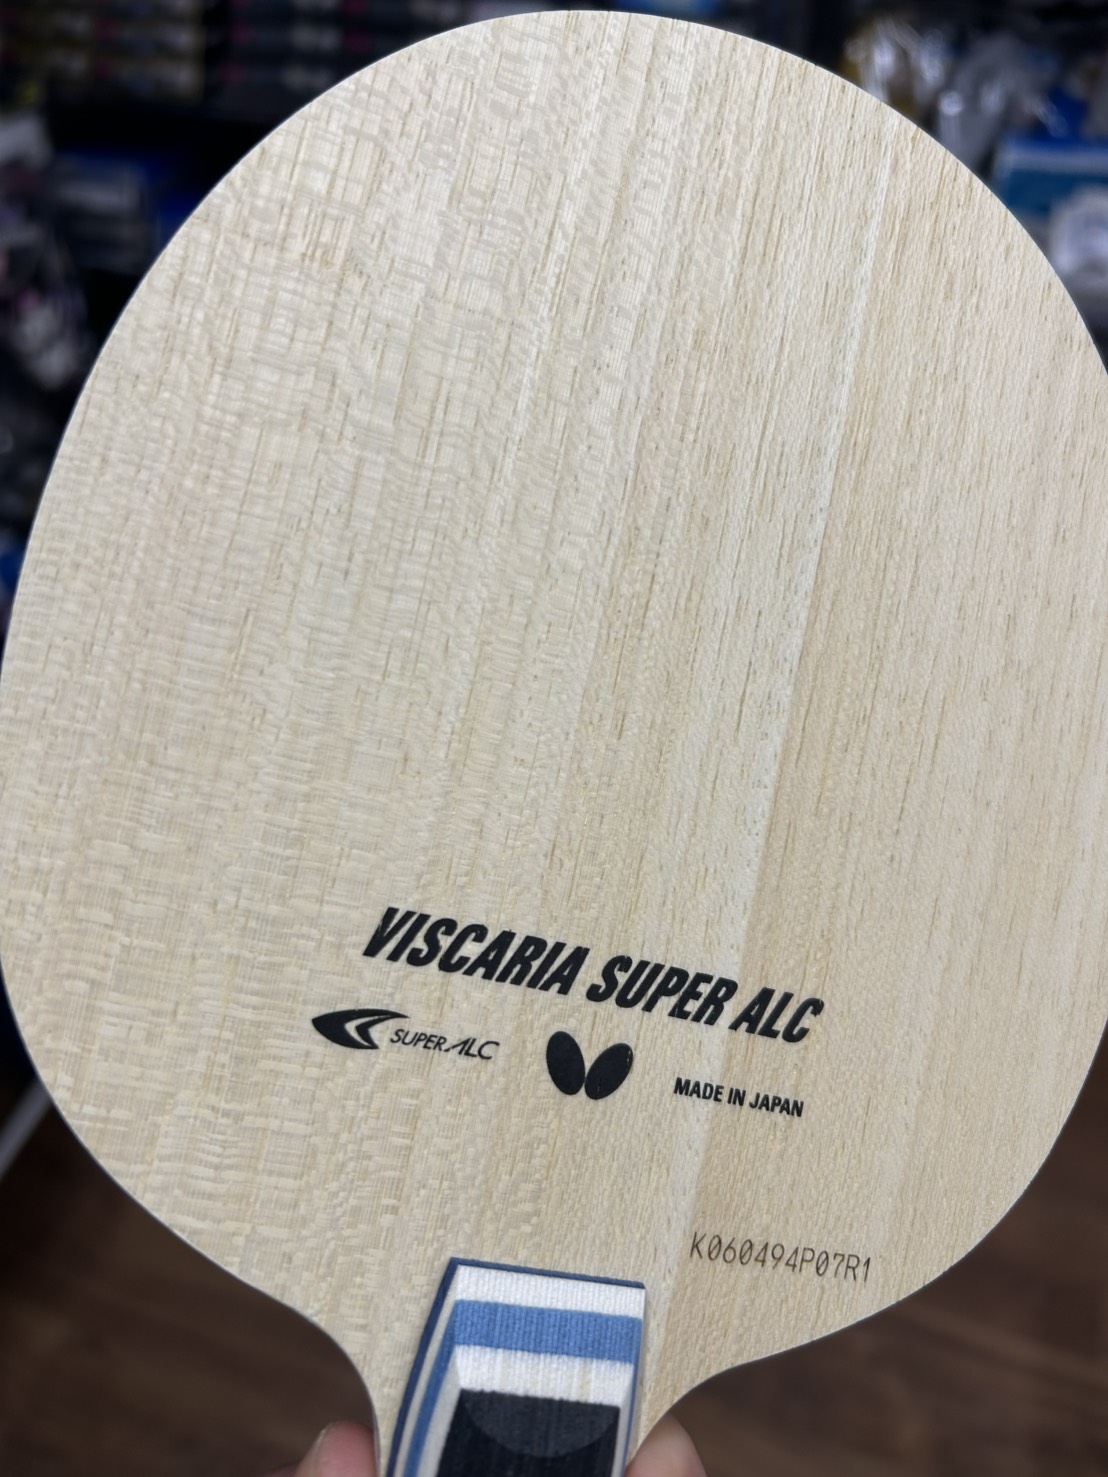 VISCARIA SUPER ALC
SUPER ALC
MADE IN JAPAN
K060494P07R1